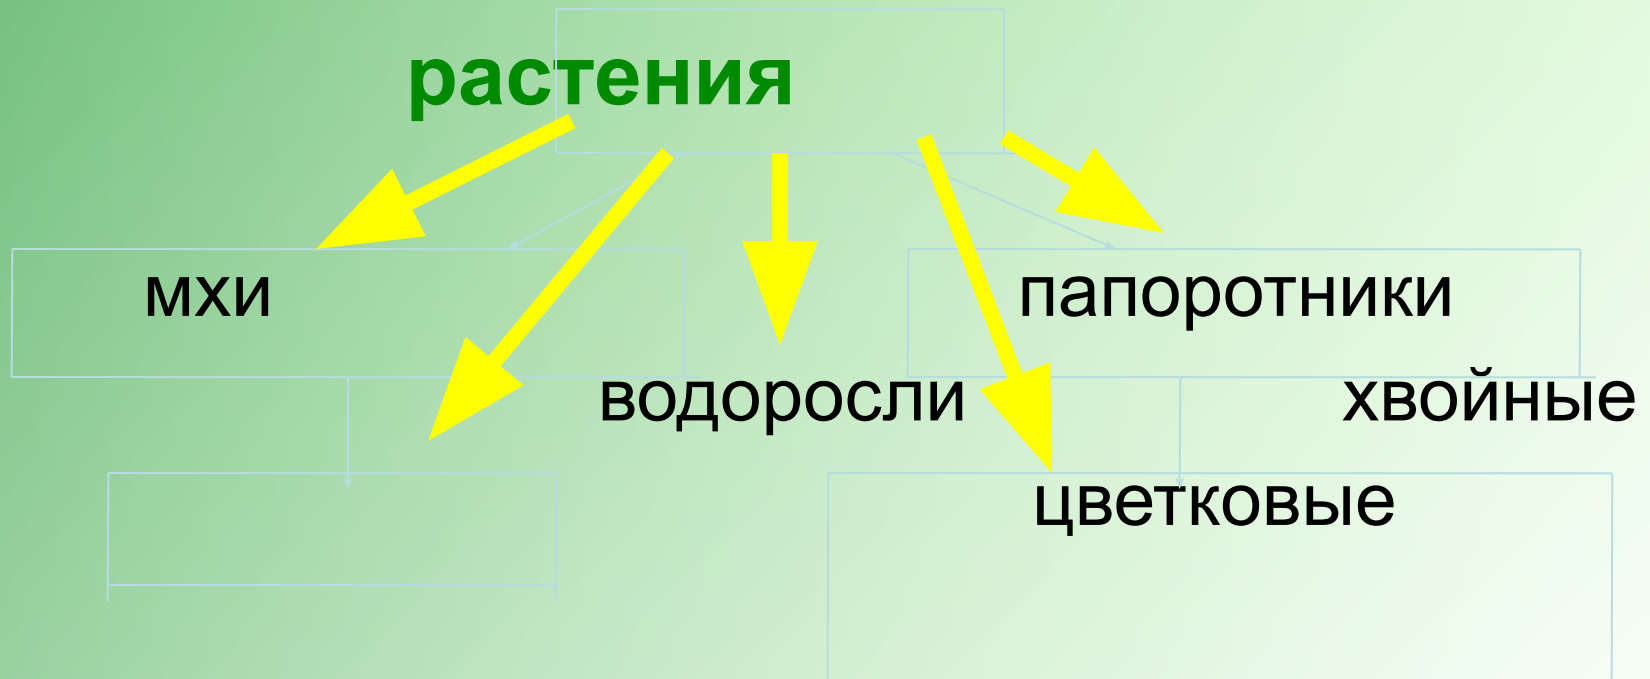 растения
мхи папоротники
водоросли хвойные
цветковые